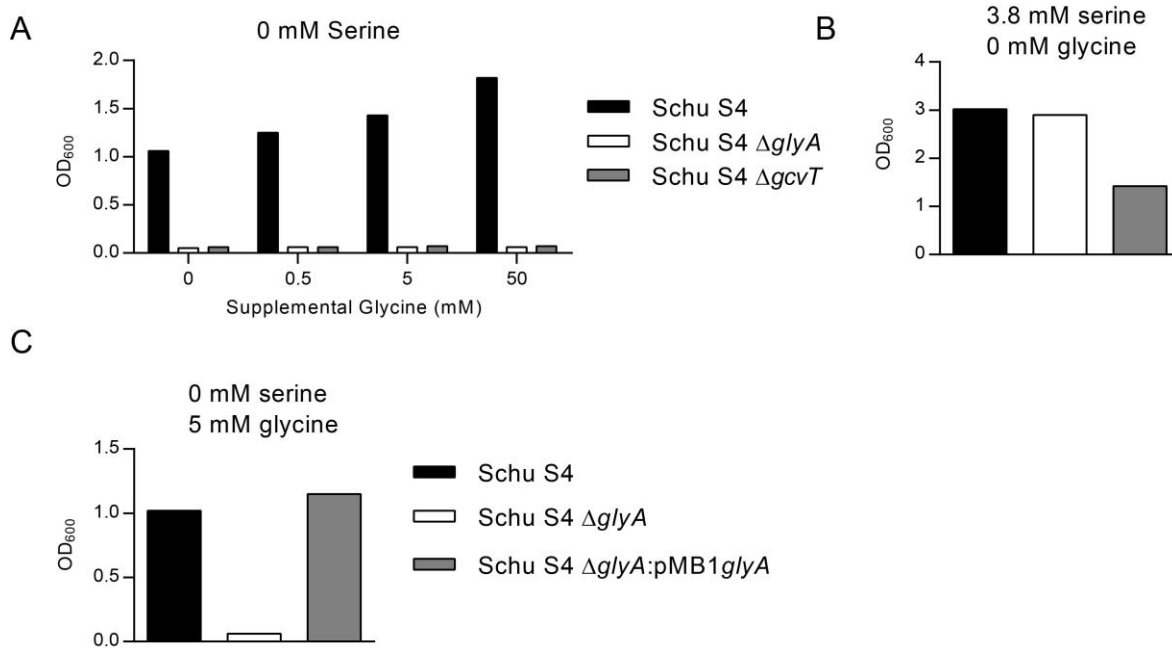 A
0 mM Serine
OD600
2.0
1.5
1.0
0.5
0.0
0 0.5 5 50
Supplemental Glycine (mM)
Schu S4
Schu S4 ΔglyA
Schu S4 ΔgcvT
B
3.8 mM serine
0 mM glycine
OD600
4
3
2
1
0
C
0 mM serine
5 mM glycine
OD600
1.5
1.0
0.5
0.0
Schu S4
Schu S4 ΔglyA
Schu S4 ΔglyA:pMB1glyA